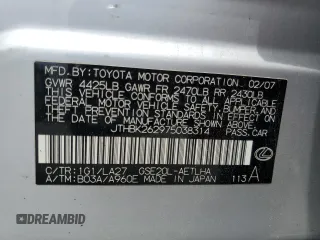 MFD. BY: TOYOTA MOTOR CORPORATION 02/07
GVWR 4425LB GAWR FR 2470LB RR 2430LB
THIS VEHICLE CONFORMS TO ALL APPLICABLE
FEDERAL MOTOR VEHICLE SAFETY, BUMPER,
AND THEFT PREVENTION STANDARDS IN EFFECT
ON THE DATE OF MANUFACTURE SHOWN ABOVE.
JTHBK262975038314 PASS. CAR
C/TR: 1G1/LA27 GSE20L-AETLHA
A/TM: B03A/A960E MADE IN JAPAN 113 A
DEALERSHIP.CC